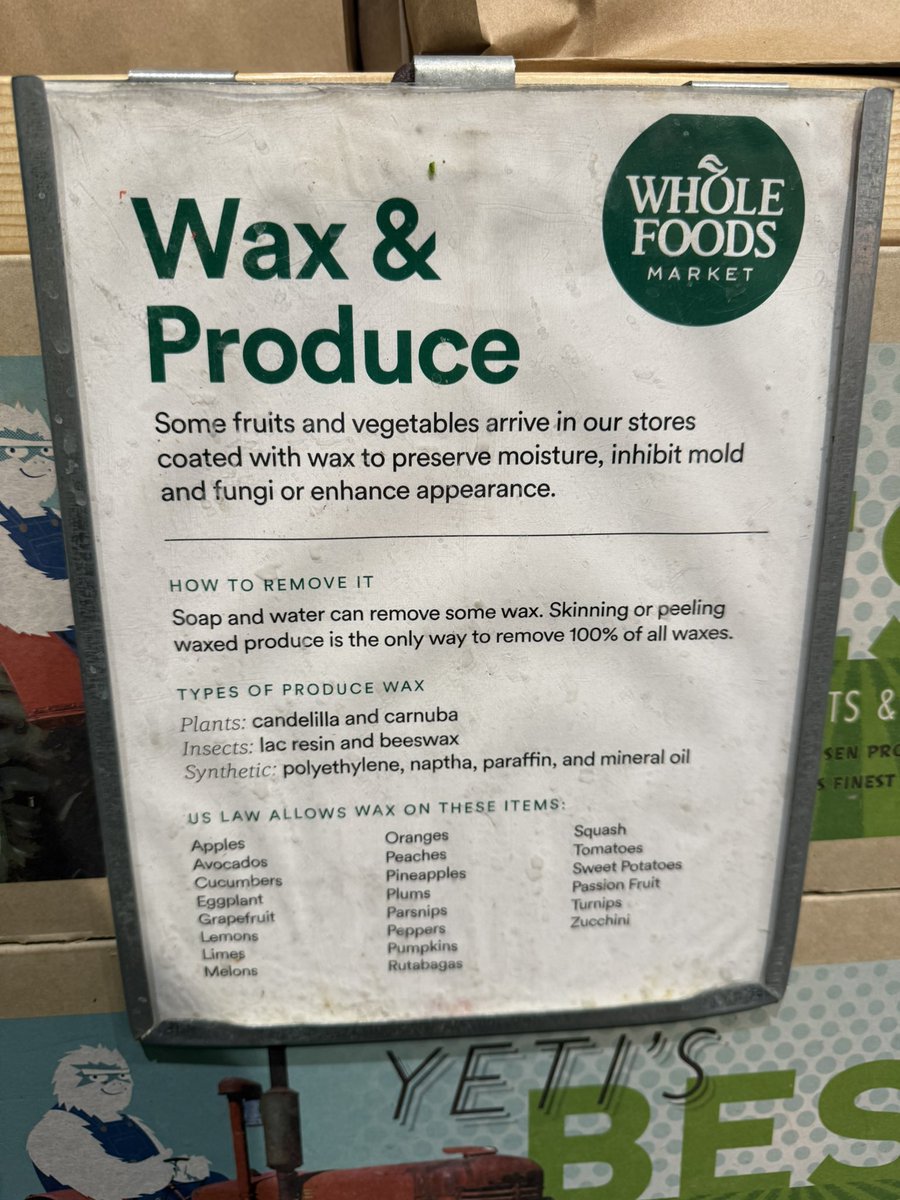 Wax &
Produce
WHOLE
FOODS
MARKET
Some fruits and vegetables arrive in our stores
coated with wax to preserve moisture, inhibit mold
and fungi or enhance appearance.
HOW TO REMOVE IT
Soap and water can remove some wax. Skinning or peeling
waxed produce is the only way to remove 100% of all waxes.
TYPES OF PRODUCE WAX
Plants: candelilla and carnuba
Insects: lac resin and beeswax
Synthetic: polyethylene, naptha, paraffin, and mineral oil
US LAW ALLOWS WAX ON THESE ITEMS:
Apples
Avocados
Cucumbers
Eggplant
Grapefruit
Lemons
Limes
Melons
Oranges
Peaches
Pineapples
Plums
Parsnips
Peppers
Pumpkins
Rutabagas
Squash
Tomatoes
Sweet Potatoes
Passion Fruit
Turnips
Zucchini
TS &
SEN PRO
S FINEST
YETI'S
BES